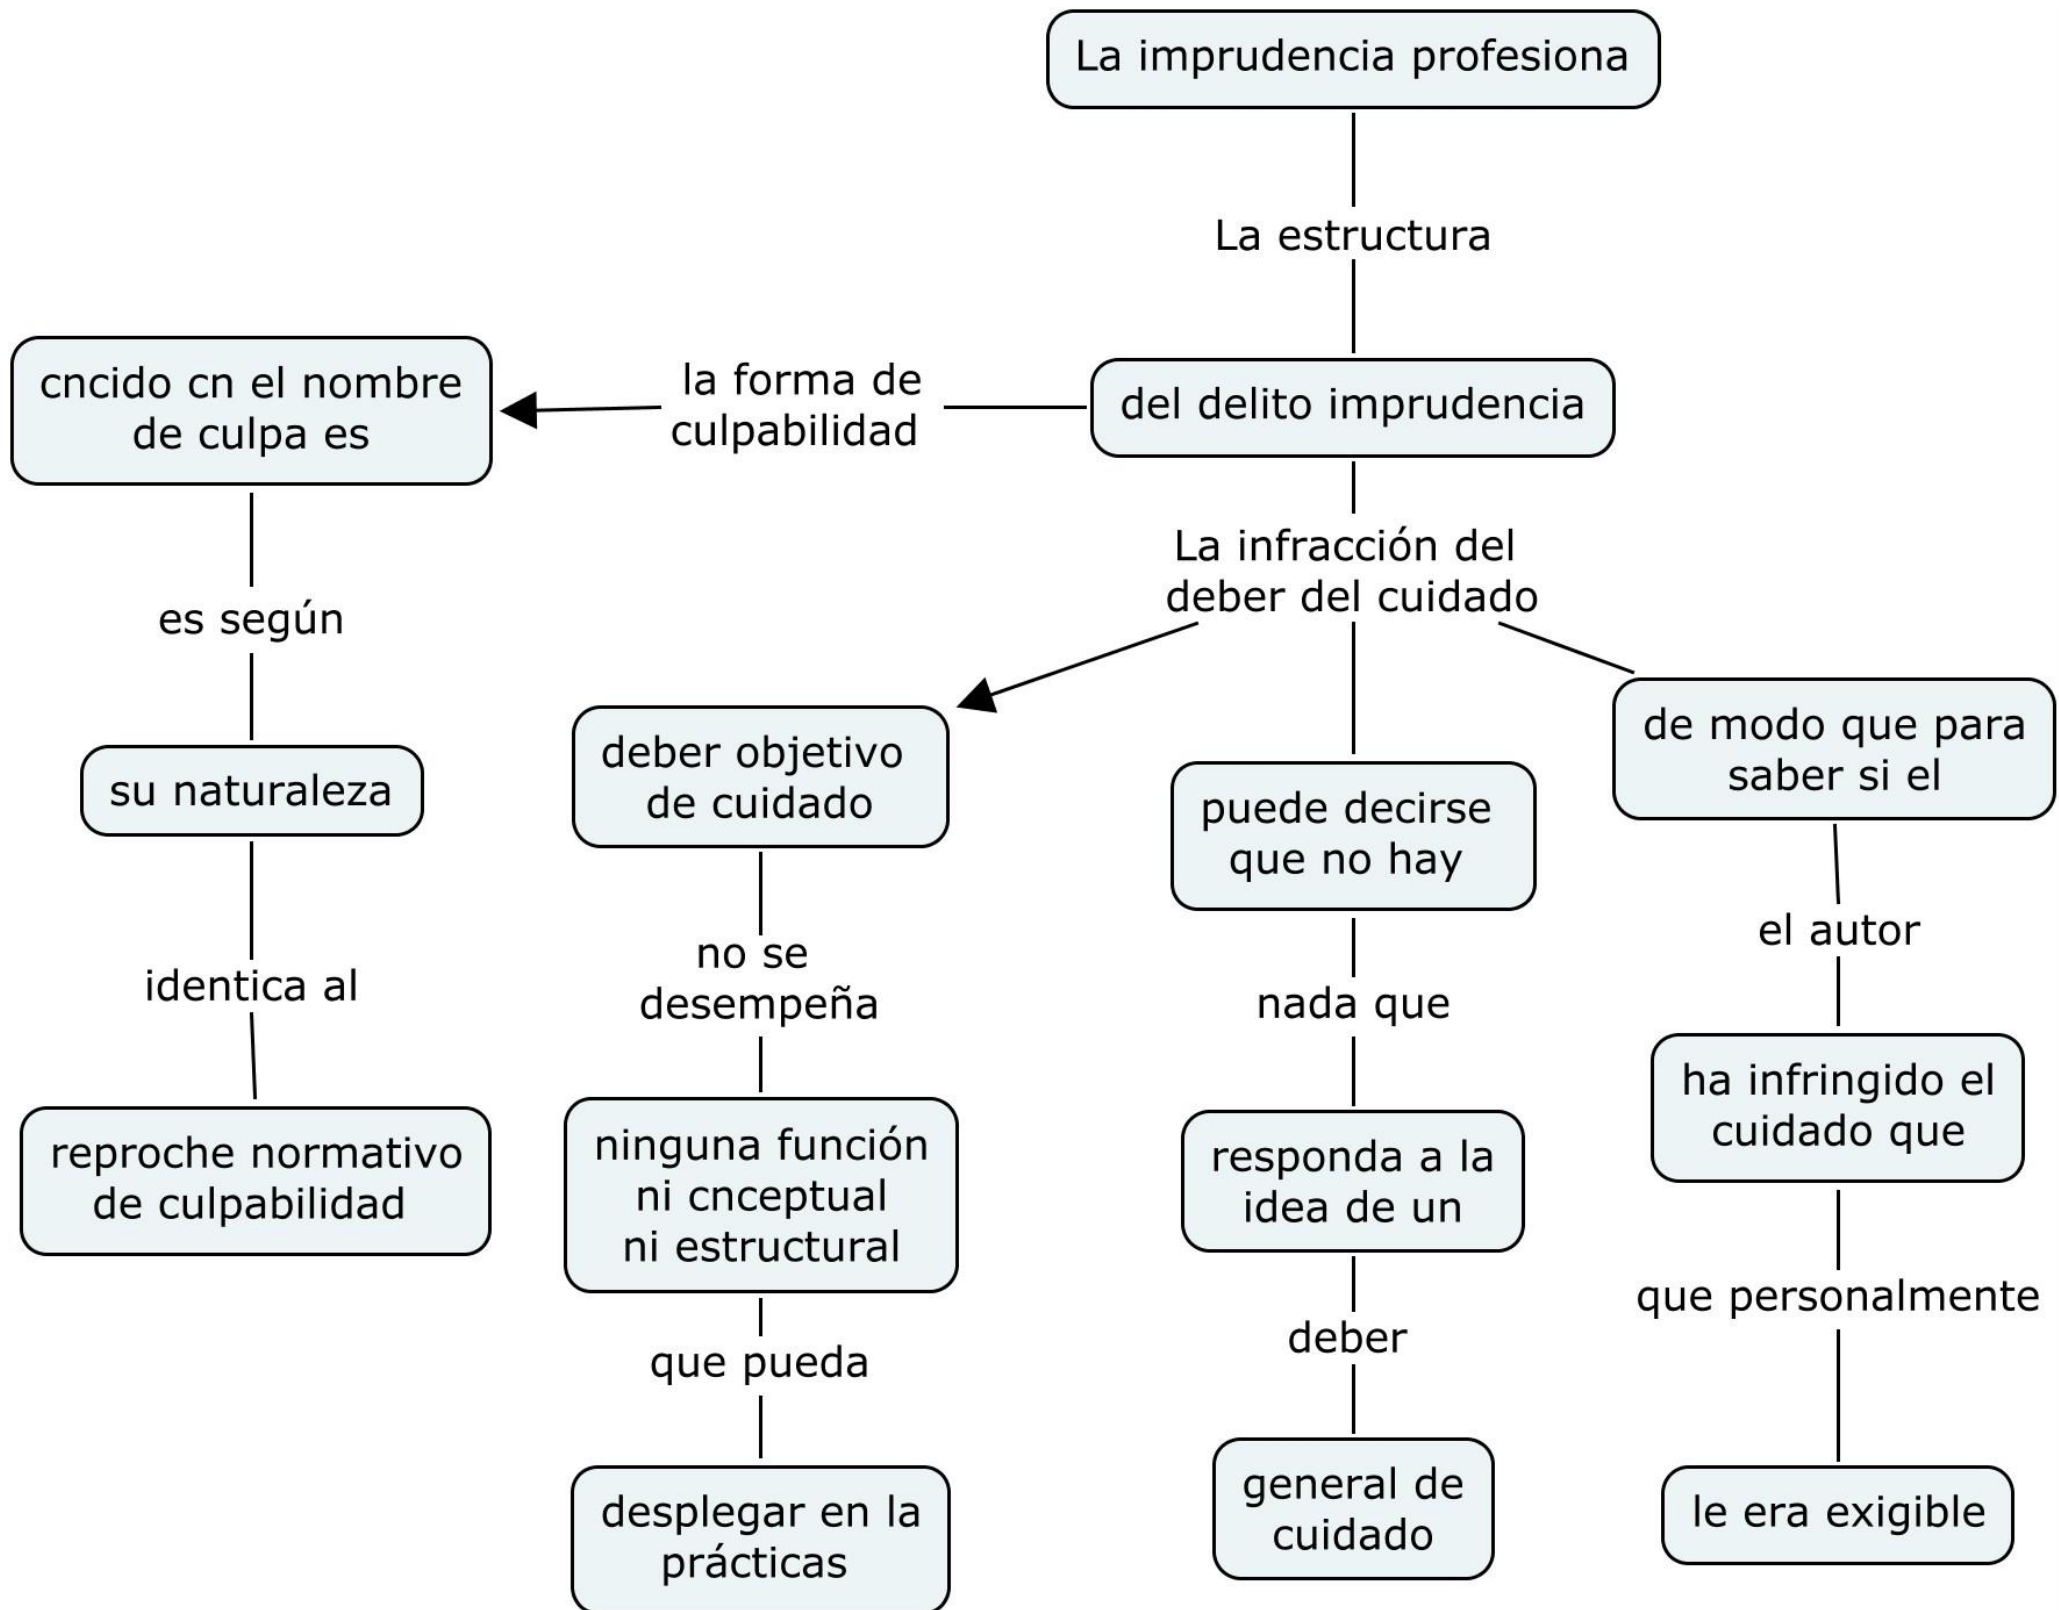 La imprudencia profesiona
La estructura
del delito imprudencia
la forma de
culpabilidad
cncido cn el nombre
de culpa es
es según
su naturaleza
identica al
reproche normativo
de culpabilidad
La infracción del
deber del cuidado
deber objetivo
de cuidado
no se
desempeña
ninguna función
ni cnceptual
ni estructural
que pueda
desplegar en la
prácticas
puede decirse
que no hay
nada que
responda a la
idea de un
deber
general de
cuidado
de modo que para
saber si el
el autor
ha infringido el
cuidado que
que personalmente
le era exigible